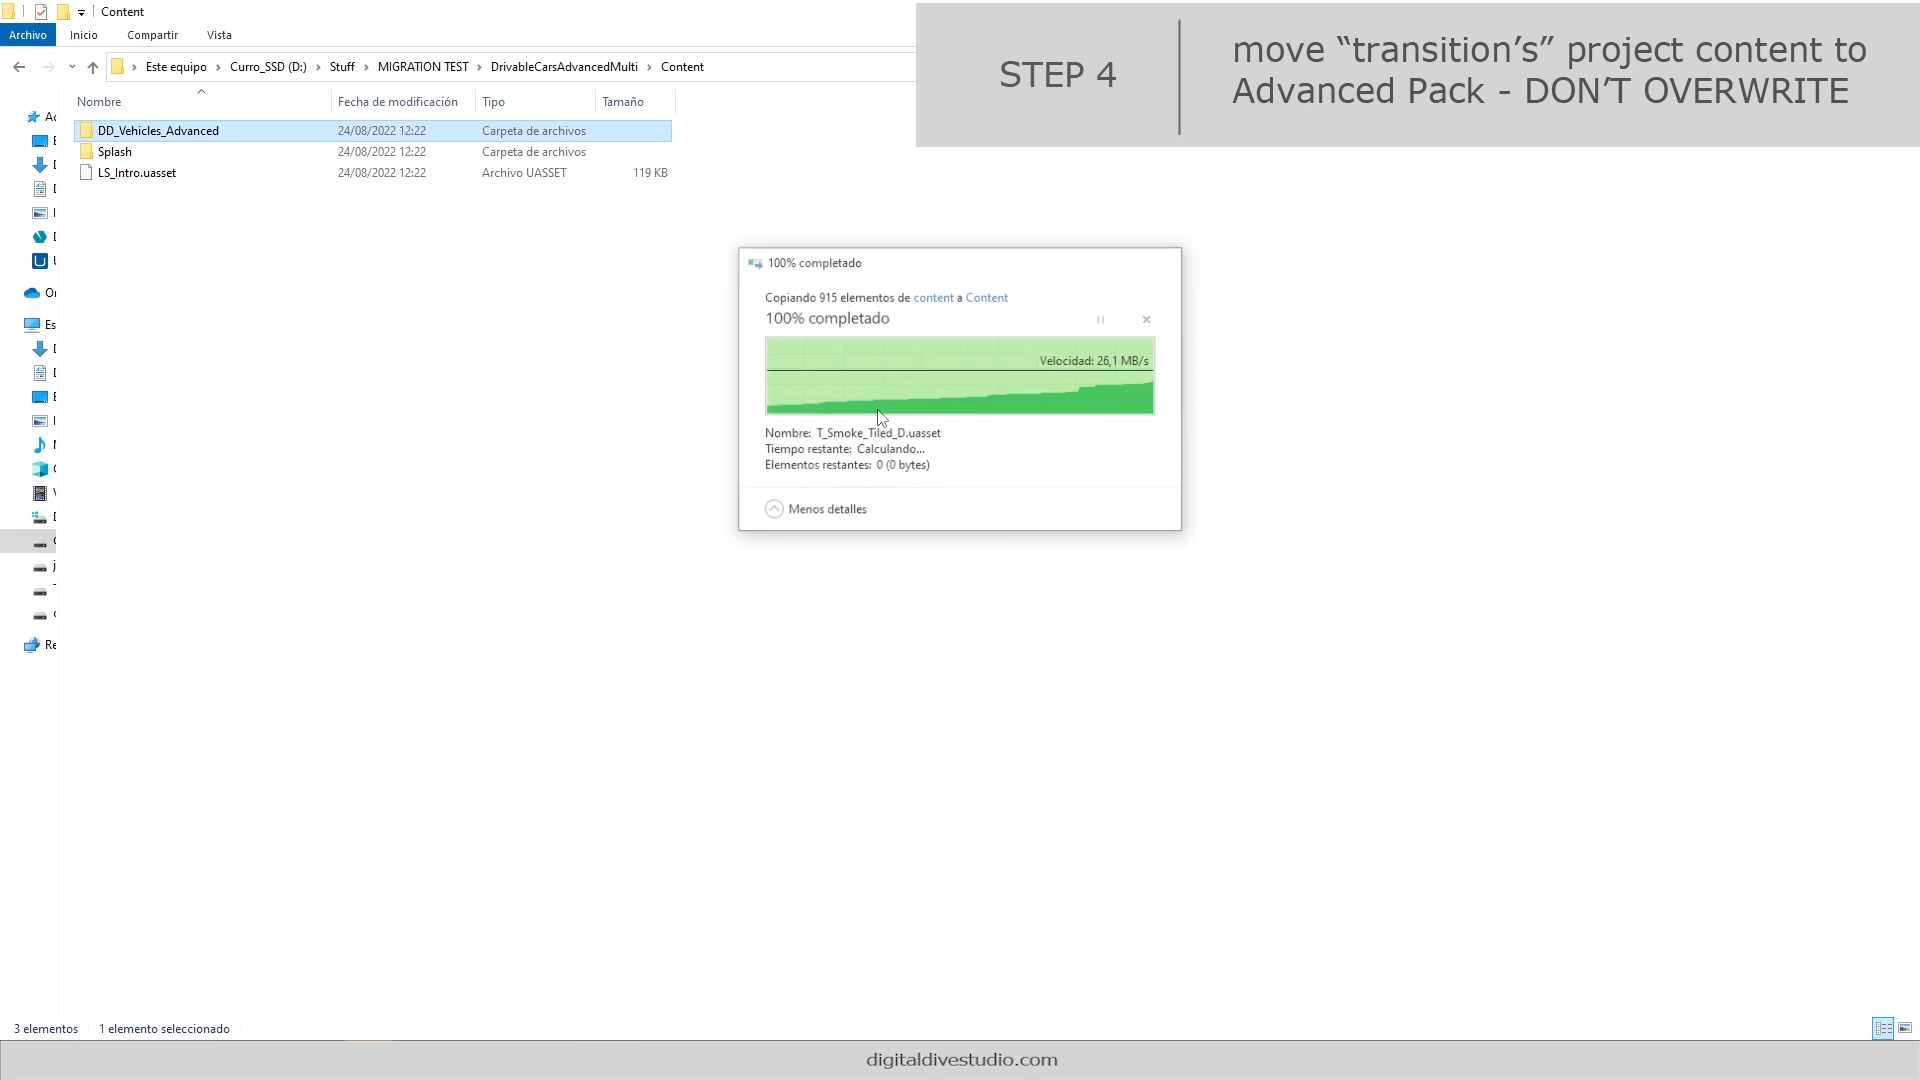 Content
Archivo
Inicio
Compartir
Vista
STEP 4
move “transition’s” project content to
Advanced Pack - DON’T OVERWRITE
Este equipo
Curro_SSD (D:)
Stuff
MIGRATION TEST
DrivableCarsAdvancedMulti
Content
Nombre
Fecha de modificación
Tipo
Tamaño
DD_Vehicles_Advanced
24/08/2022 12:22
Carpeta de archivos
Splash
24/08/2022 12:22
Carpeta de archivos
LS_Intro.uasset
24/08/2022 12:22
Archivo UASSET
119 KB
100% completado
Copiando 915 elementos de content a Content
100% completado
Velocidad: 26,1 MB/s
Nombre: T_Smoke_Tiled_D.uasset
Tiempo restante: Calculando...
Elementos restantes: 0 (0 bytes)
Menos detalles
3 elementos
1 elemento seleccionado
digitaldivestudio.com